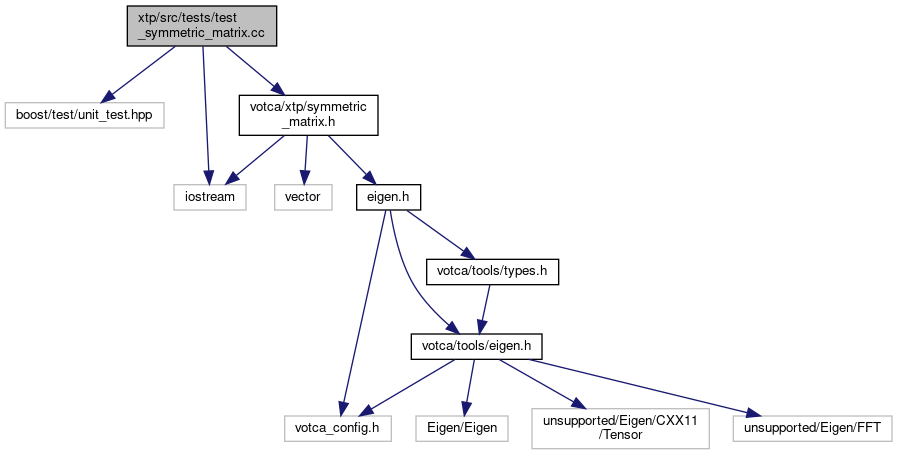 xtp/src/tests/test
_symmetric_matrix.cc
boost/test/unit_test.hpp
votca/xtp/symmetric
_matrix.h
iostream
vector
eigen.h
votca/tools/types.h
votca/tools/eigen.h
votca_config.h
Eigen/Eigen
unsupported/Eigen/CXX11
/Tensor
unsupported/Eigen/FFT